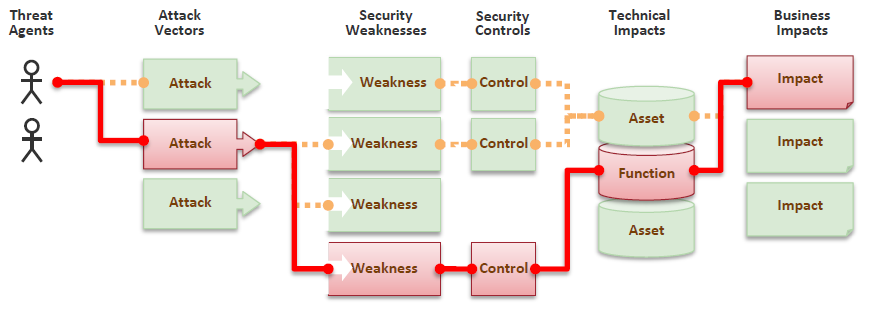 Threat
Agents
Attack
Vectors
Security
Weaknesses
Security
Controls
Technical
Impacts
Business
Impacts
Attack
Weakness
Control
Impact
Asset
Attack
Weakness
Control
Impact
Function
Attack
Weakness
Impact
Asset
Weakness
Control